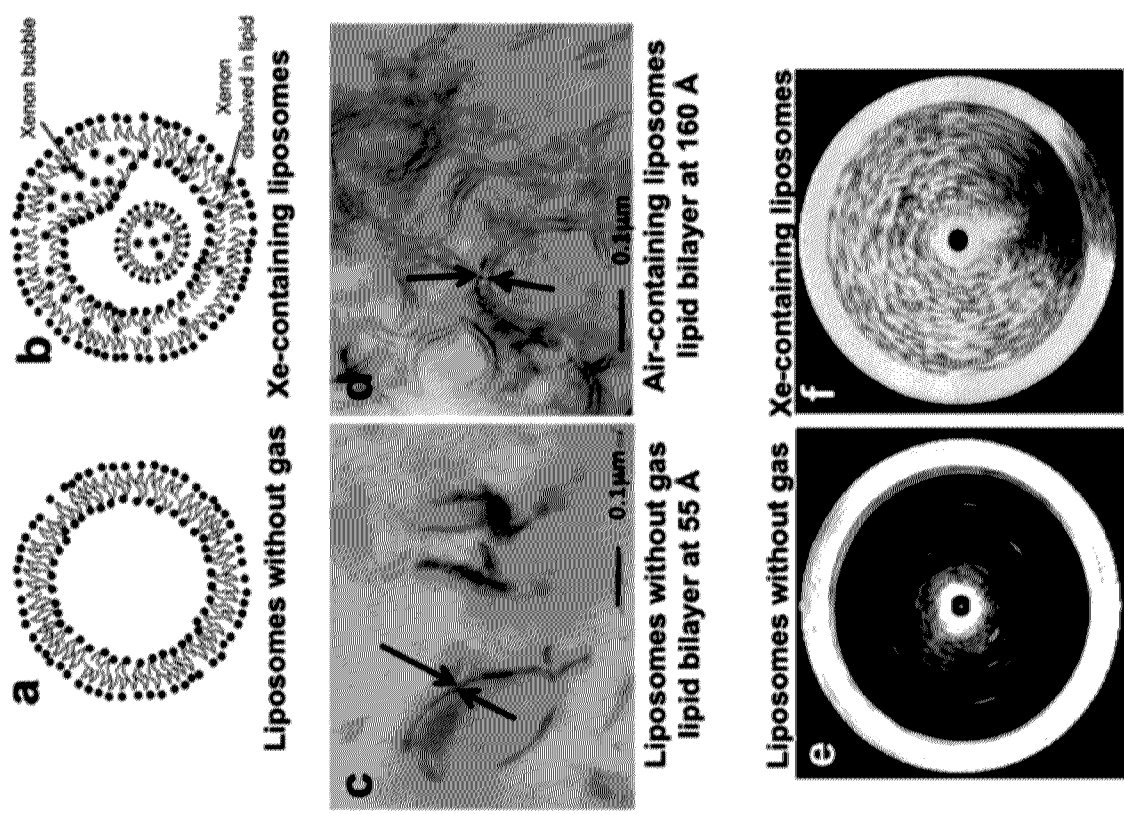 a
Liposomes without gas
b
Xenon bubble
Xenon
dissolved in lipid
Xe-containing liposomes
c
0.1µm
Liposomes without gas
lipid bilayer at 55 A
d
0.1µm
Air-containing liposomes
lipid bilayer at 160 A
Liposomes without gas
e
Xe-containing liposomes
f